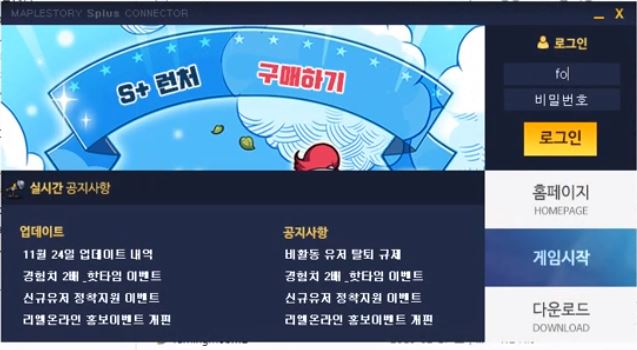 MAPLESTORY Splus CONNECTOR
_ X
S+ 런처 구매하기
로그인
fo
비밀번호
로그인
실시간 공지사항
업데이트
11월 24일 업데이트 내역
경험치 2배 _핫타임 이벤트
신규유저 정착지원 이벤트
리엘온라인 홍보이벤트 개편
공지사항
비활동 유저 탈퇴 규제
경험치 2배 _핫타임 이벤트
신규유저 정착지원 이벤트
리엘온라인 홍보이벤트 개편
홈페이지
HOMEPAGE
게임시작
다운로드
DOWNLOAD